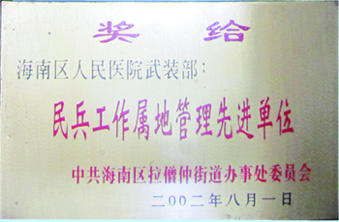 奖给
海南区人民医院武装部：
民兵工作属地管理先进单位
中共海南区拉僧仲街道办事处委员会
二00二年八月一日